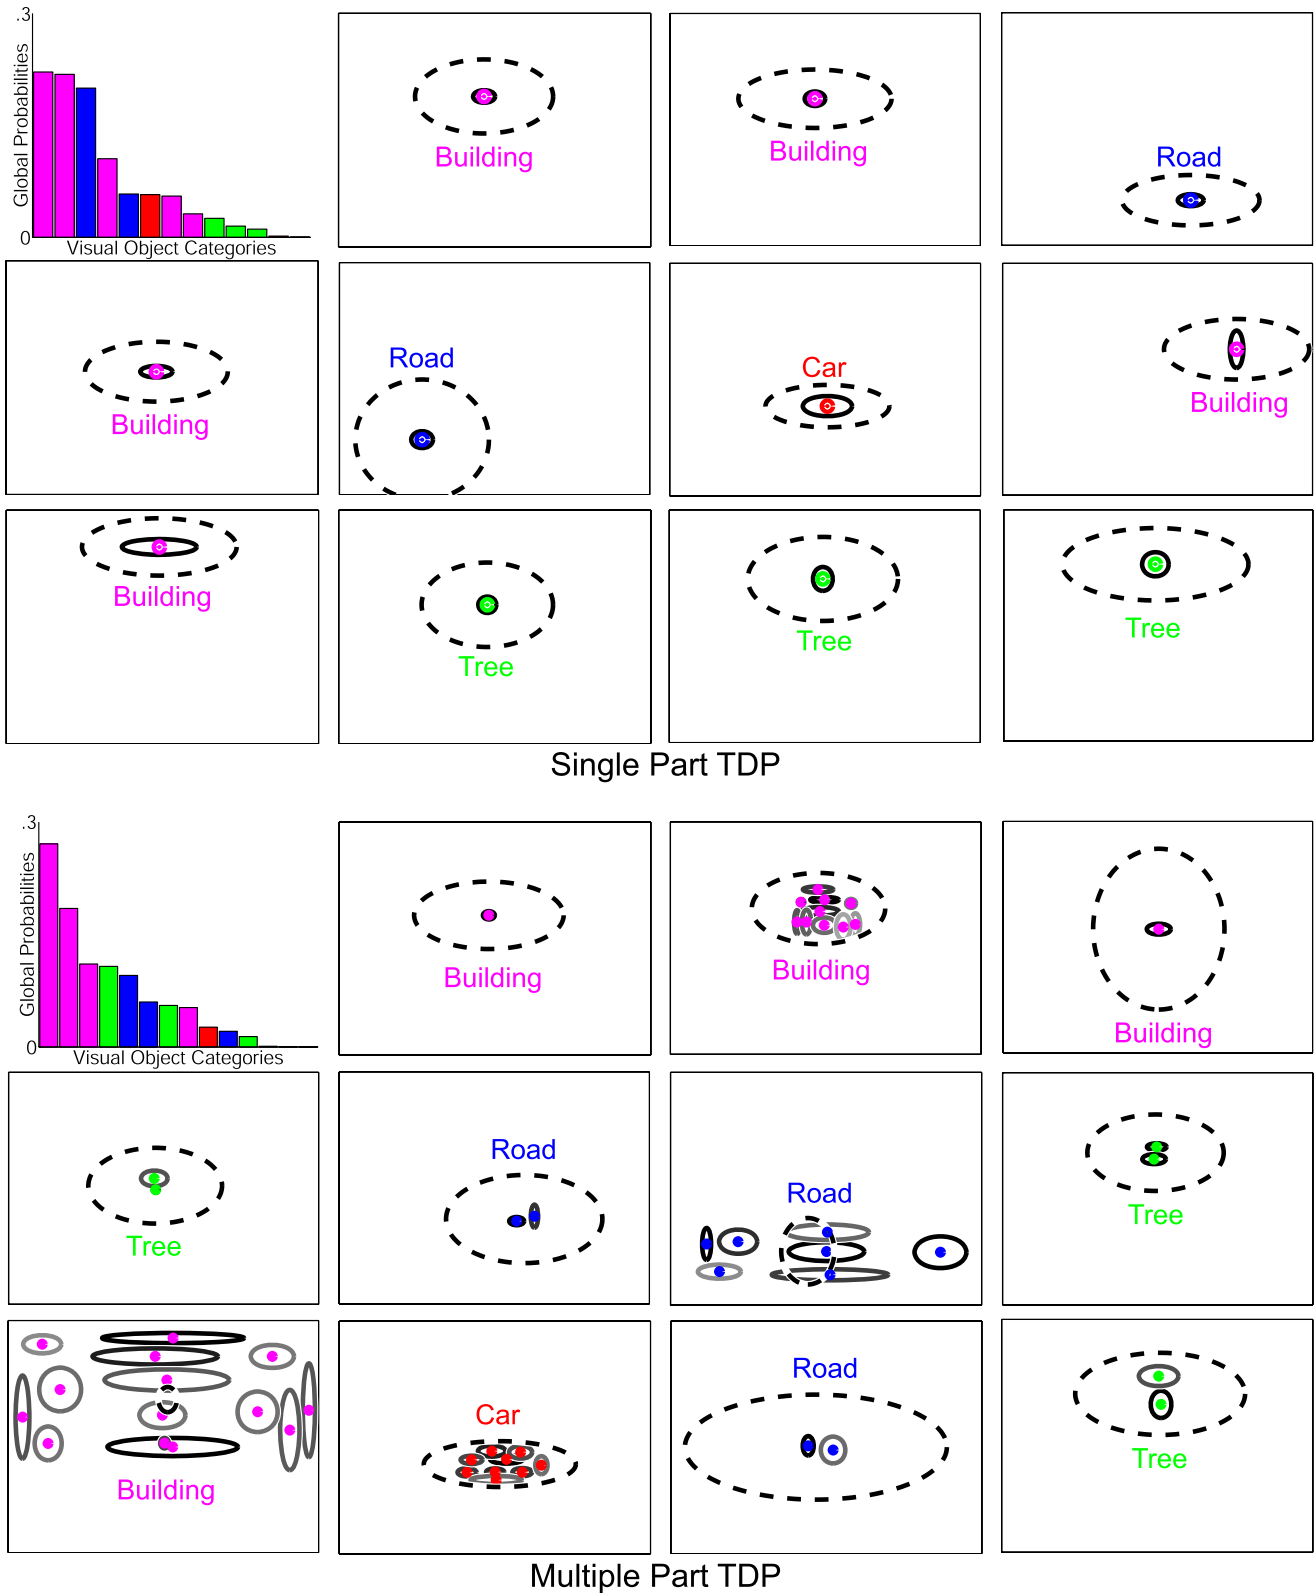 .3
Global Probabilities
0
Visual Object Categories
Building
Building
Road
Building
Road
Car
Building
Building
Tree
Tree
Tree
Single Part TDP
.3
Global Probabilities
0
Visual Object Categories
Building
Building
Building
Tree
Road
Road
Tree
Building
Car
Road
Tree
Multiple Part TDP